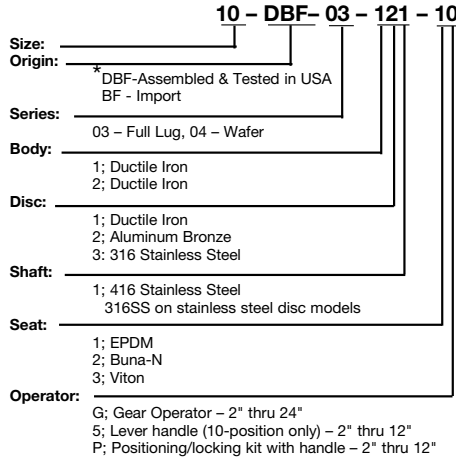 10 – DBF– 03 – 121 – 10
Size:
Origin:
*DBF-Assembled & Tested in USA
BF - Import
Series:
03 – Full Lug, 04 – Wafer
Body:
1; Ductile Iron
2; Ductile Iron
Disc:
1; Ductile Iron
2; Aluminum Bronze
3: 316 Stainless Steel
Shaft:
1; 416 Stainless Steel
316SS on stainless steel disc models
Seat:
1; EPDM
2; Buna-N
3; Viton
Operator:
G; Gear Operator – 2" thru 24"
5; Lever handle (10-position only) – 2" thru 12"
P; Positioning/locking kit with handle – 2" thru 12"